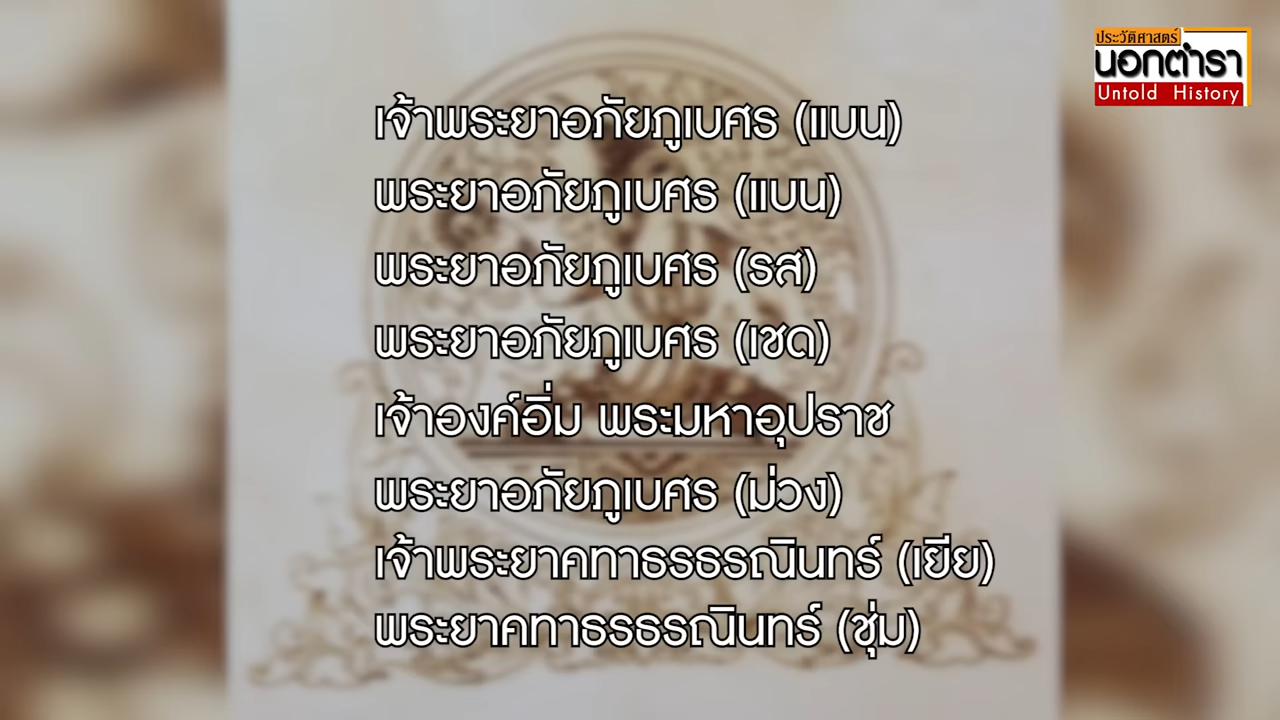 ประวัติศาสตร์
นอกตำรา
Untold History
เจ้าพระยาอภัยภูเบศร (แบน)
พระยาอภัยภูเบศร (แบน)
พระยาอภัยภูเบศร (รส)
พระยาอภัยภูเบศร (เชด)
เจ้าองค์อิ่ม พระมหาอุปราช
พระยาอภัยภูเบศร (ม่วง)
เจ้าพระยาคทาธรธรณินทร์ (เยีย)
พระยาคทาธรธรณินทร์ (ชุ่ม)